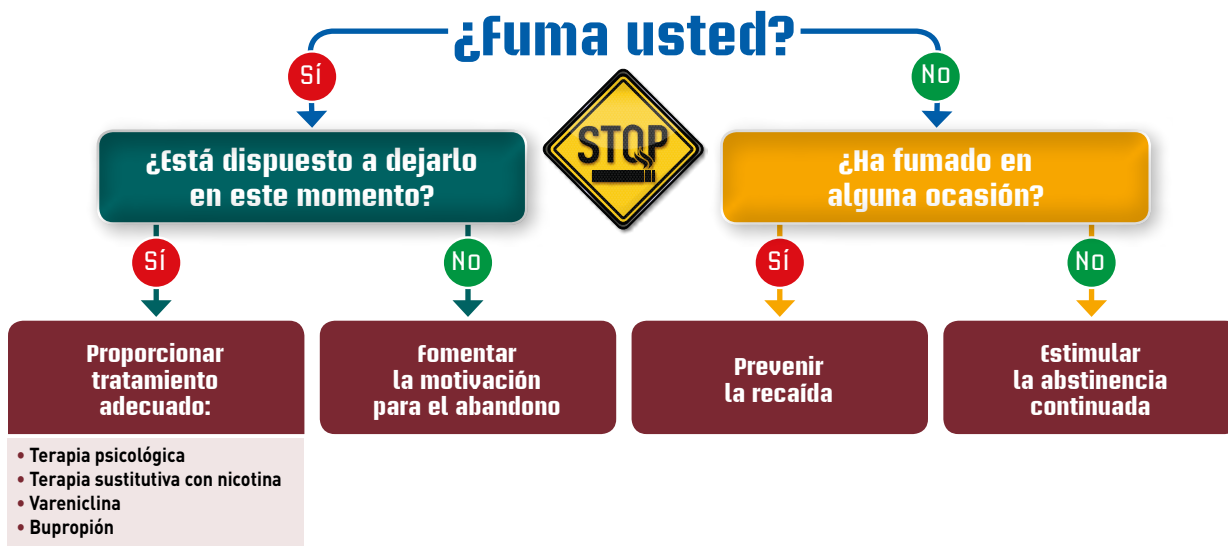 ¿Fuma usted?
Sí
No
STOP
¿Está dispuesto a dejarlo
en este momento?
¿Ha fumado en
alguna ocasión?
Sí
No
Sí
No
Proporcionar
tratamiento
adecuado:
• Terapia psicológica
• Terapia sustitutiva con nicotina
• Vareniclina
• Bupropión
Fomentar
la motivación
para el abandono
Prevenir
la recaída
Estimular
la abstinencia
continuada